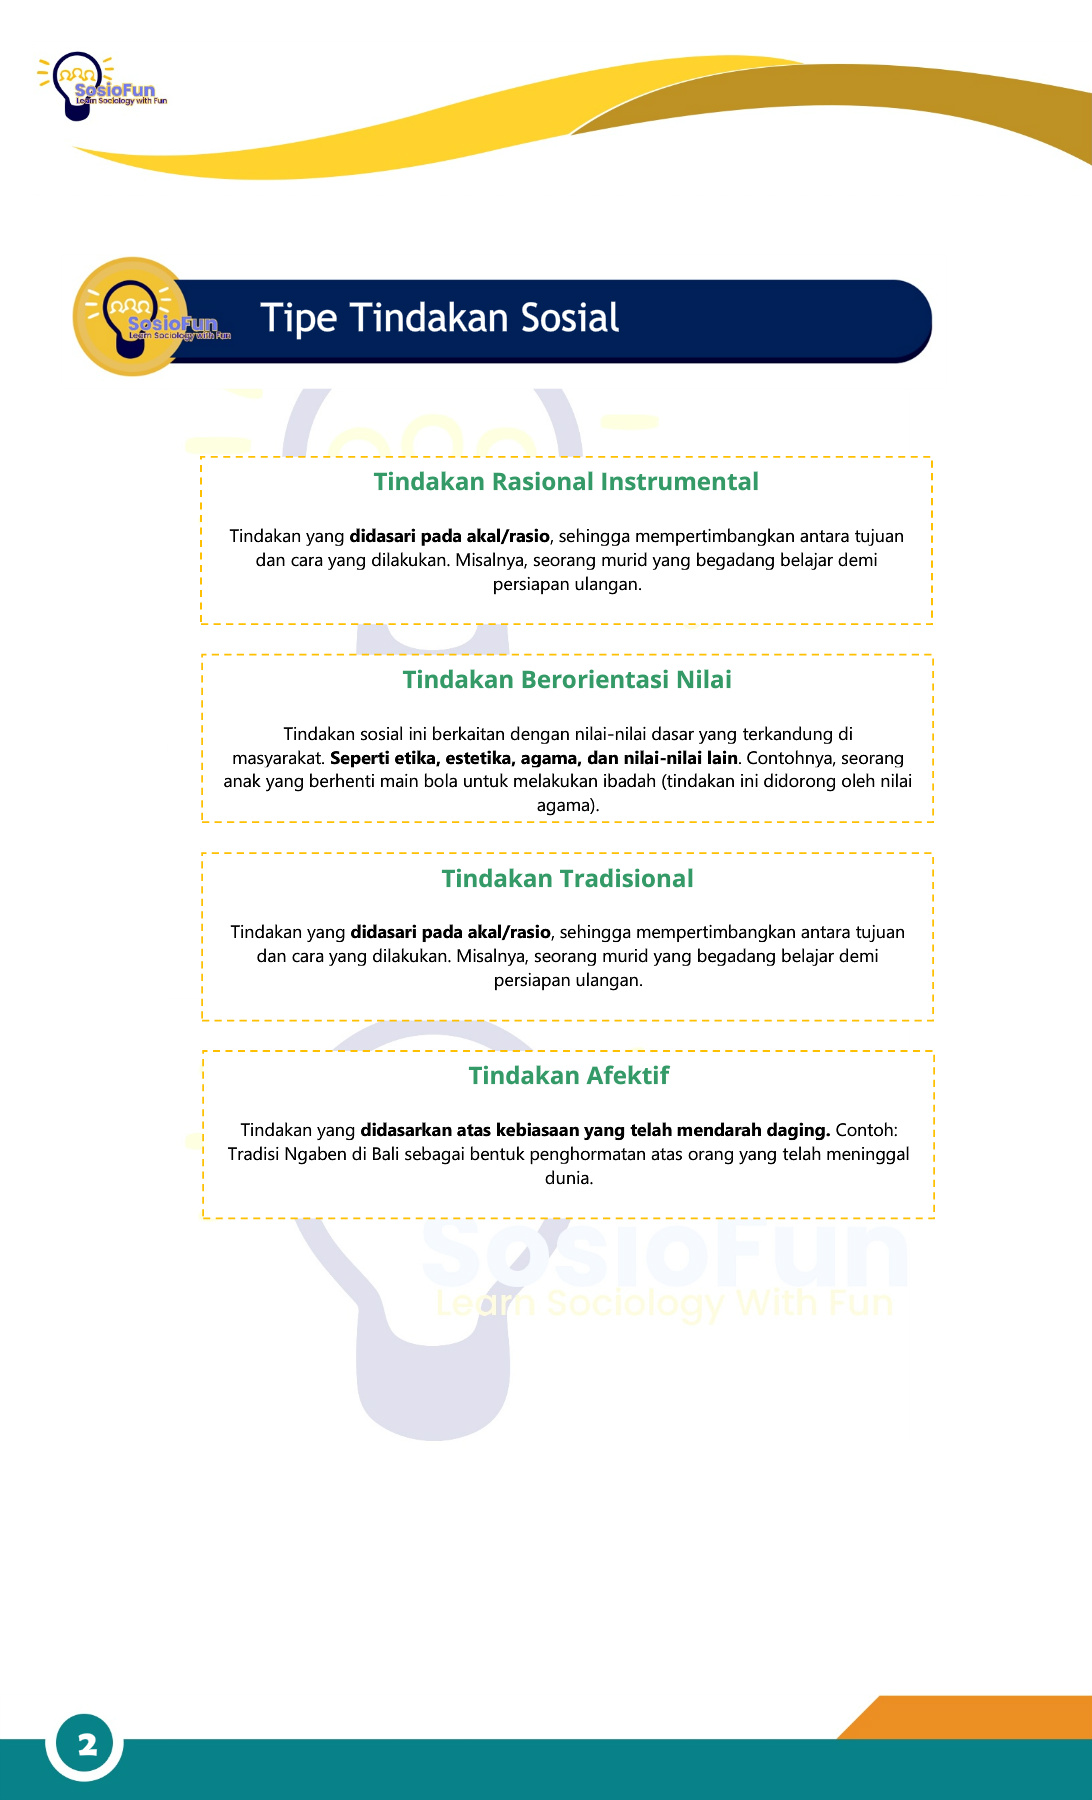 SosioFun
Learn Sociology with Fun
SosioFun
Learn Sociology with Fun
Tipe Tindakan Sosial
Tindakan Rasional Instrumental
Tindakan yang didasari pada akal/rasio, sehingga mempertimbangkan antara tujuan
dan cara yang dilakukan. Misalnya, seorang murid yang begadang belajar demi
persiapan ulangan.
Tindakan Berorientasi Nilai
Tindakan sosial ini berkaitan dengan nilai-nilai dasar yang terkandung di
masyarakat. Seperti etika, estetika, agama, dan nilai-nilai lain. Contohnya, seorang
anak yang berhenti main bola untuk melakukan ibadah (tindakan ini didorong oleh nilai
agama).
Tindakan Tradisional
Tindakan yang didasari pada akal/rasio, sehingga mempertimbangkan antara tujuan
dan cara yang dilakukan. Misalnya, seorang murid yang begadang belajar demi
persiapan ulangan.
Tindakan Afektif
Tindakan yang didasarkan atas kebiasaan yang telah mendarah daging. Contoh:
Tradisi Ngaben di Bali sebagai bentuk penghormatan atas orang yang telah meninggal
dunia.
SosioFun
Learn Sociology With Fun
2